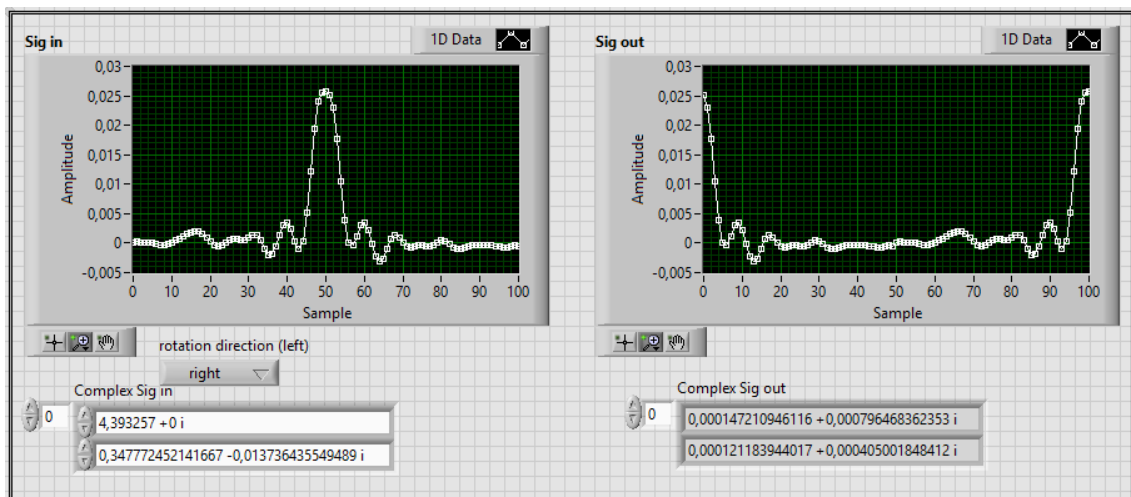 Sig in
1D Data
0,03
0,025
0,02
0,015
0,01
0,005
0
-0,005
Amplitude
0 10 20 30 40 50 60 70 80 90 100
Sample
Sig out
1D Data
0,03
0,025
0,02
0,015
0,01
0,005
0
-0,005
Amplitude
0 10 20 30 40 50 60 70 80 90 100
Sample
rotation direction (left)
right
Complex Sig in
0
4,393257 +0 i
0,347772452141667 -0,013736435549489 i
Complex Sig out
0
0,000147210946116 +0,000796468362353 i
0,000121183944017 +0,000405001848412 i